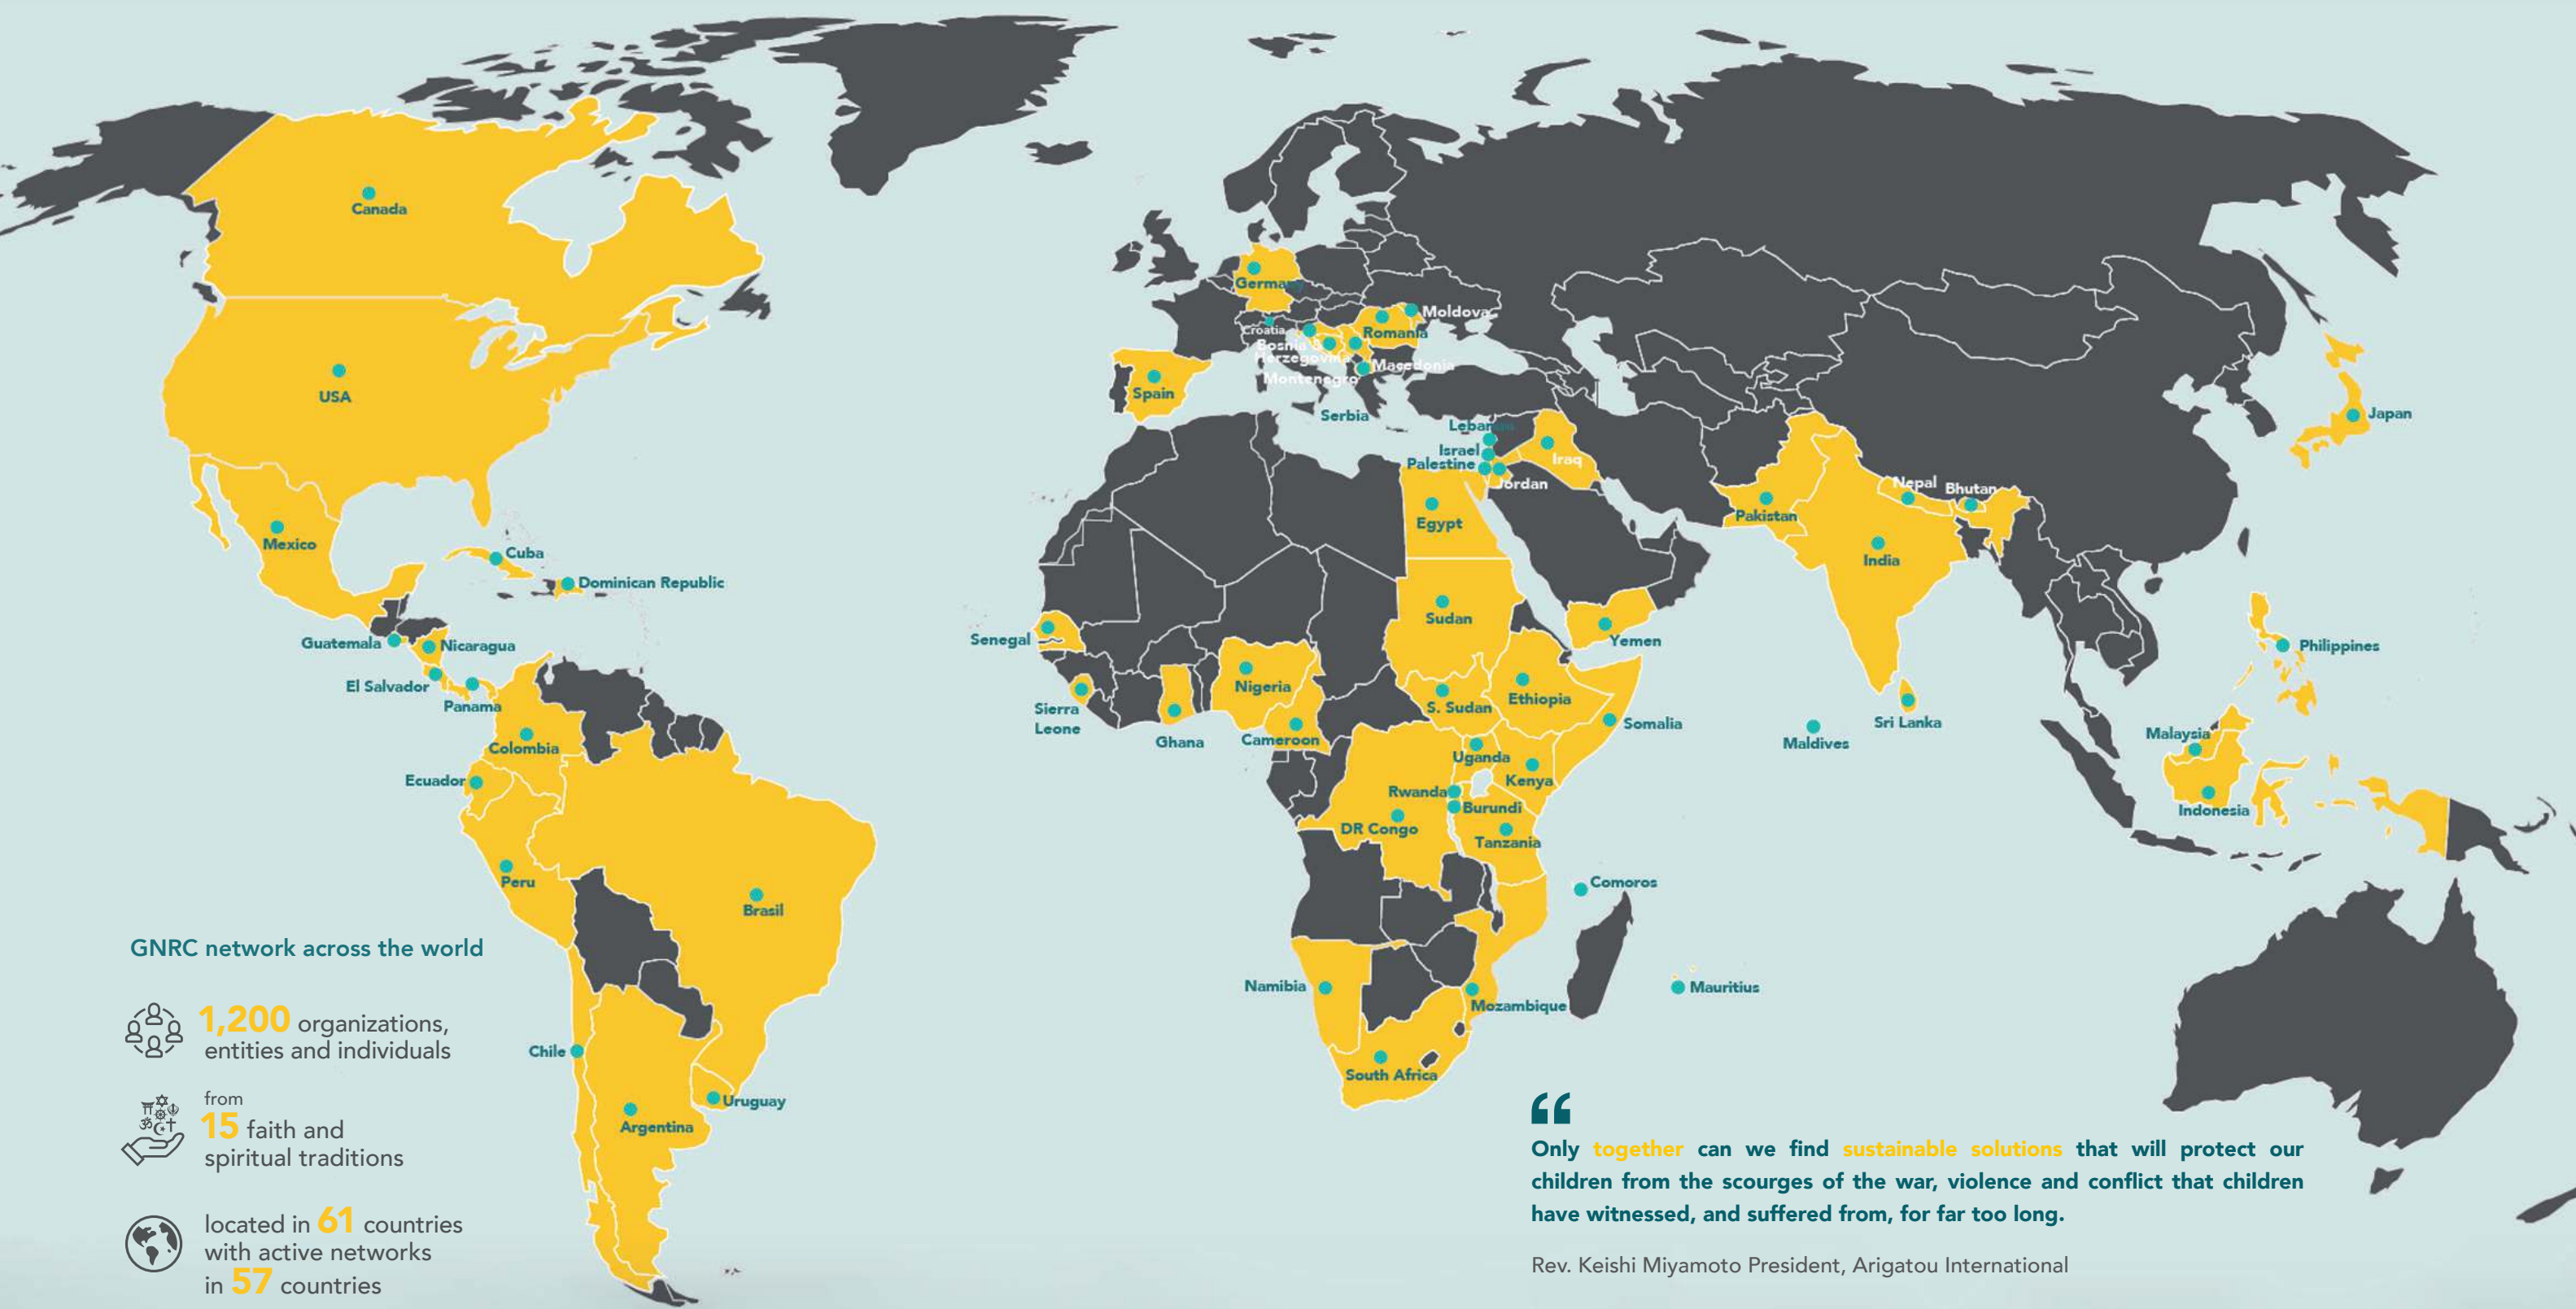 Canada
USA
Mexico
Cuba
Dominican Republic
Guatemala
Nicaragua
El Salvador
Panama
Colombia
Ecuador
Peru
Brasil
Chile
Uruguay
Argentina
Germany
Croatia
Bosnia &
Herzegovina
Montenegro
Moldova
Romania
Macedonia
Spain
Serbia
Lebanon
Israel
Palestine
Iraq
Jordan
Egypt
Sudan
Yemen
Senegal
Sierra
Leone
Ghana
Nigeria
Cameroon
S. Sudan
Ethiopia
Somalia
Uganda
Kenya
Rwanda
Burundi
DR Congo
Tanzania
Comoros
Namibia
Mozambique
Mauritius
South Africa
Pakistan
Nepal
Bhutan
India
Sri Lanka
Maldives
Japan
Philippines
Malaysia
Indonesia
GNRC network across the world
1,200 organizations,
entities and individuals
from
15 faith and
spiritual traditions
located in 61 countries
with active networks
in 57 countries
“
Only together can we find sustainable solutions that will protect our
children from the scourges of the war, violence and conflict that children
have witnessed, and suffered from, for far too long.
Rev. Keishi Miyamoto President, Arigatou International